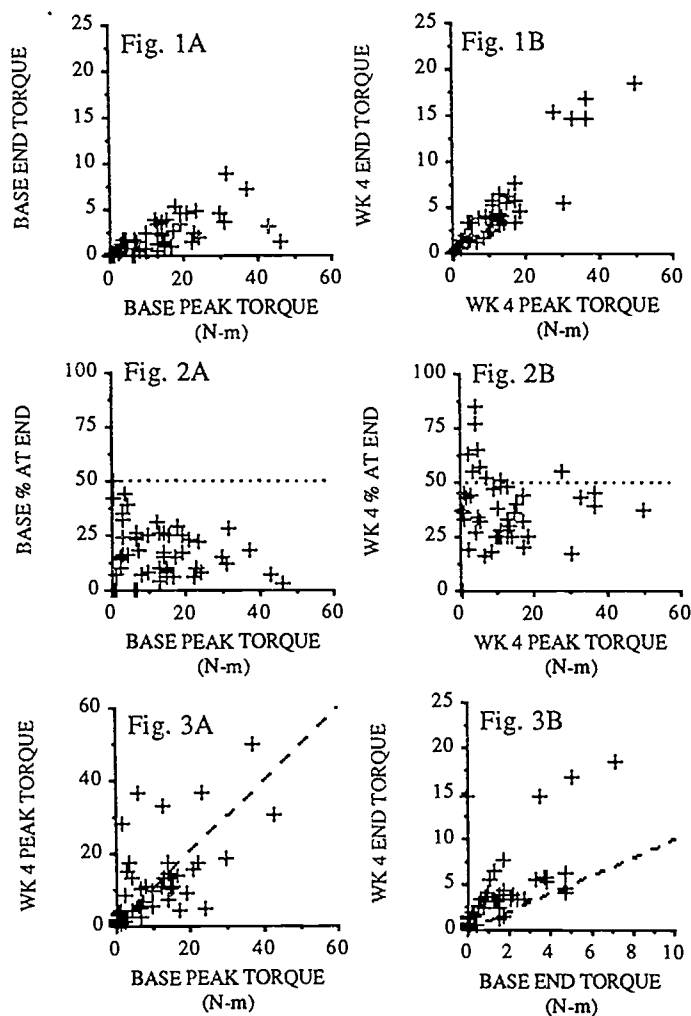 Fig. 1A
BASE END TORQUE
25
20
15
10
5
0
0 20 40 60
BASE PEAK TORQUE
(N-m)
Fig. 1B
WK 4 END TORQUE
25
20
15
10
5
0
0 20 40 60
WK 4 PEAK TORQUE
(N-m)
Fig. 2A
BASE % AT END
100
75
50
25
0
0 20 40 60
BASE PEAK TORQUE
(N-m)
Fig. 2B
WK 4 % AT END
100
75
50
25
0
0 20 40 60
WK 4 PEAK TORQUE
(N-m)
Fig. 3A
WK 4 PEAK TORQUE
60
40
20
0
0 20 40 60
BASE PEAK TORQUE
(N-m)
Fig. 3B
WK 4 END TORQUE
25
20
15
10
5
0
0 2 4 6 8 10
BASE END TORQUE
(N-m)